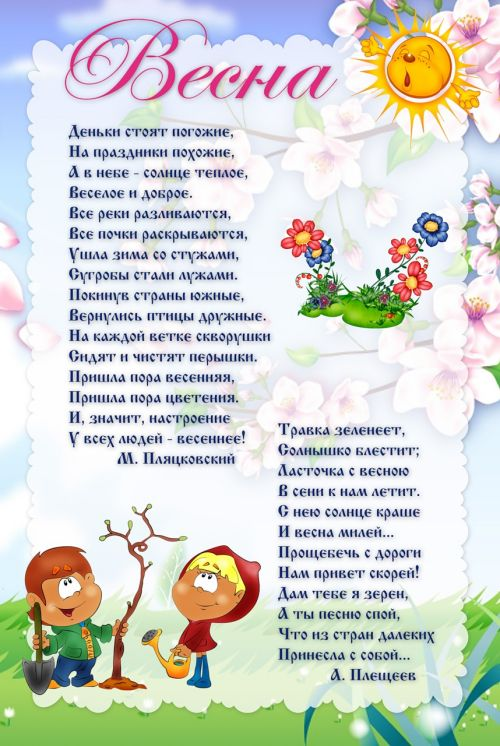 Весна
Деньки стоят погожие,
На праздники похожие,
А в небе - солнце теплое,
Веселое и доброе.
Все реки разливаются,
Все почки раскрываются,
Ушла зима со стужами,
Сугробы стали лужами.
Покинув страны южные,
Вернулись птицы дружные.
На каждой ветке скворушки
Сидят и чистят перышки.
Пришла пора весенняя,
Пришла пора цветения.
И, значит, настроение
У всех людей - весеннее!
М. Пляцковский
Травка зеленеет,
Солнышко блестит;
Ласточка с весною
В сени к нам летит.
С нею солнце краше
И весна милей...
Прощебечь с дороги
Нам привет скорей!
Дам тебе я зерен,
А ты песню спой,
Что из стран далеких
Принесла с собой...
А. Плещеев